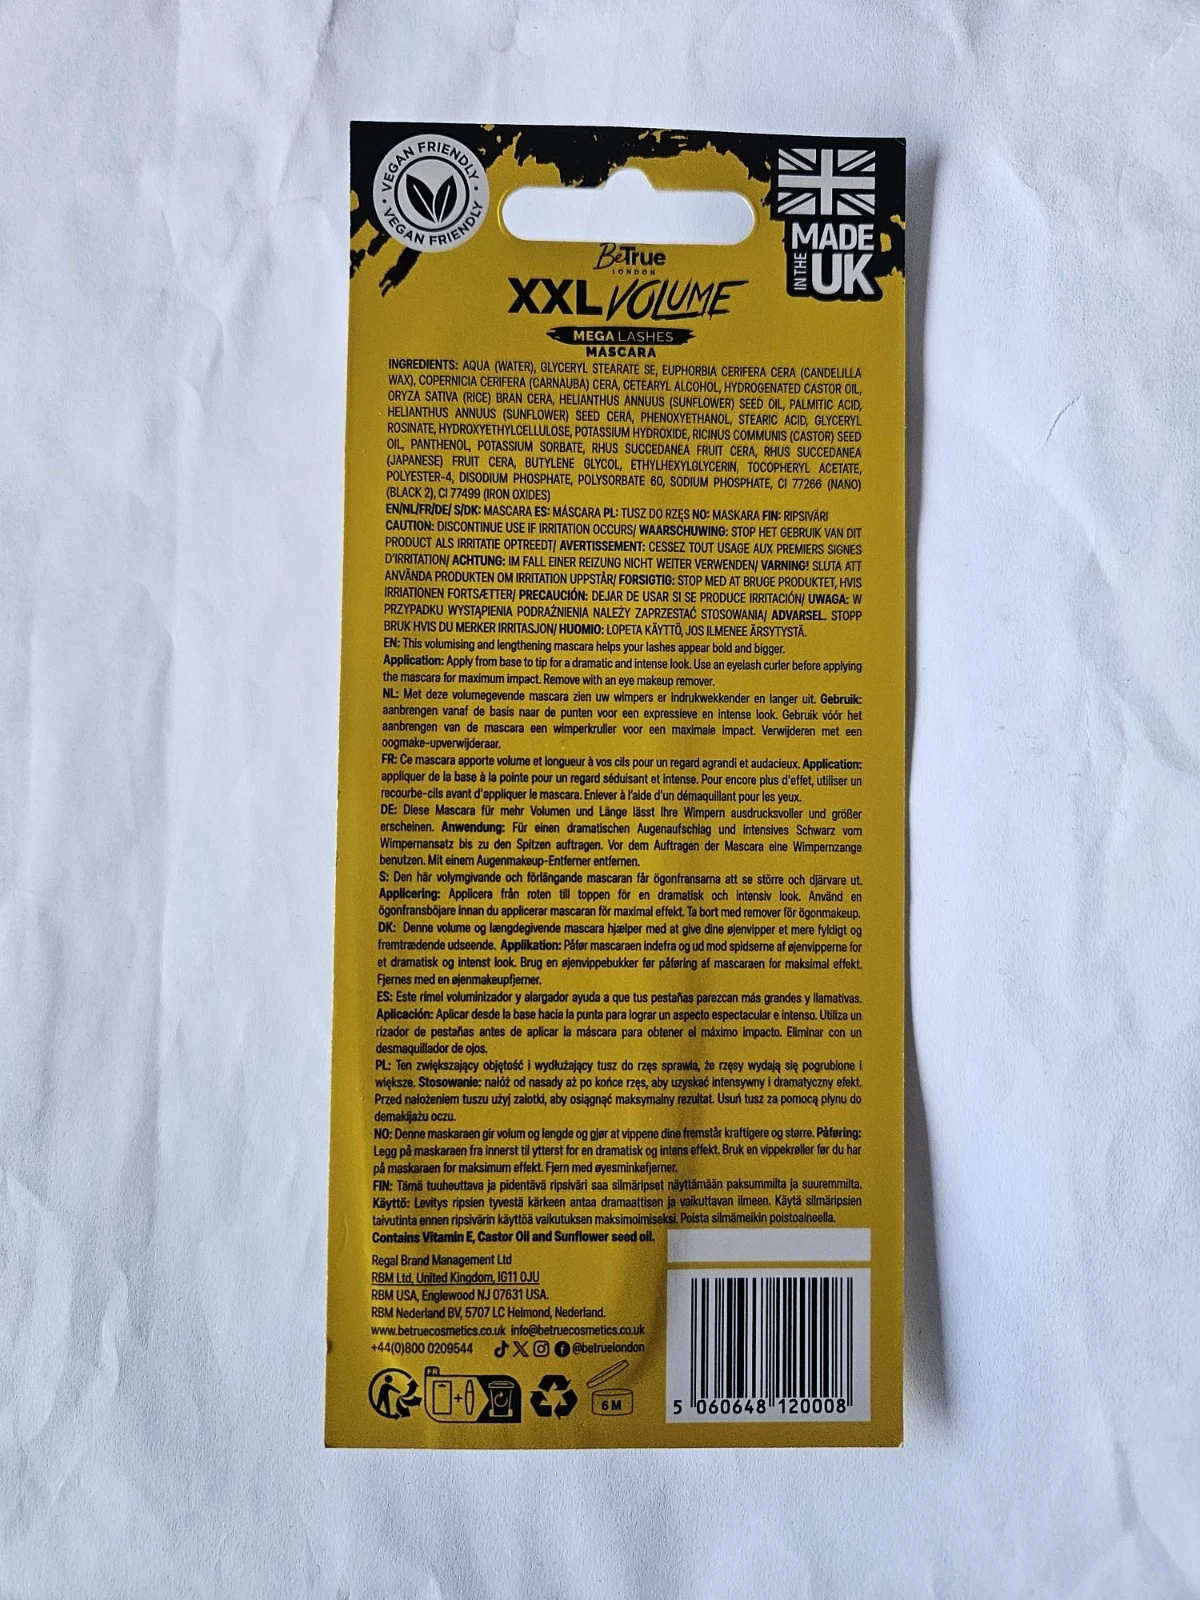 VEGAN FRIENDLY
VEGAN FRIENDLY
MADE
IN THE
UK
BeTrue
LONDON
XXL VOLUME
MEGA LASHES
MASCARA
INGREDIENTS: AQUA (WATER), GLYCERYL STEARATE SE, EUPHORBIA CERIFERA CERA (CANDELILLA
WAX), COPERNICIA CERIFERA (CARNAUBA) CERA, CETEARYL ALCOHOL, HYDROGENATED CASTOR OIL,
ORYZA SATIVA (RICE) BRAN CERA, HELIANTHUS ANNUUS (SUNFLOWER) SEED OIL, PALMITIC ACID,
HELIANTHUS ANNUUS (SUNFLOWER) SEED CERA, PHENOXYETHANOL, STEARIC ACID, GLYCERYL
ROSINATE, HYDROXYETHYLCELLULOSE, POTASSIUM HYDROXIDE, RICINUS COMMUNIS (CASTOR) SEED
OIL, PANTHENOL, POTASSIUM SORBATE, RHUS SUCCEDANEA FRUIT CERA, RHUS SUCCEDANEA
(JAPANESE) FRUIT CERA, BUTYLENE GLYCOL, ETHYLHEXYLGLYCERIN, TOCOPHERYL ACETATE,
POLYESTER-4, DISODIUM PHOSPHATE, POLYSORBATE 60, SODIUM PHOSPHATE, CI 77266 (NANO)
(BLACK 2), CI 77499 (IRON OXIDES)
EN/NL/FR/DE/ S/DK: MASCARA ES: MÁSCARA PL: TUSZ DO RZĘS NO: MASKARA FIN: RIPSIVÄRI
CAUTION: DISCONTINUE USE IF IRRITATION OCCURS/ WAARSCHUWING: STOP HET GEBRUIK VAN DIT
PRODUCT ALS IRRITATIE OPTREEDT/ AVERTISSEMENT: CESSEZ TOUT USAGE AUX PREMIERS SIGNES
D'IRRITATION/ ACHTUNG: IM FALL EINER REIZUNG NICHT WEITER VERWENDEN/ VARNING! SLUTA ATT
ANVÄNDA PRODUKTEN OM IRRITATION UPPSTÅR/ FORSIGTIG: STOP MED AT BRUGE PRODUKTET, HVIS
IRRIATIONEN FORTSÆTTER/ PRECAUCIÓN: DEJAR DE USAR SI SE PRODUCE IRRITACIÓN/ UWAGA: W
PRZYPADKU WYSTĄPIENIA PODRAŻNIENIA NALEŻY ZAPRZESTAĆ STOSOWANIA/ ADVARSEL. STOPP
BRUK HVIS DU MERKER IRRITASJON/ HUOMIO: LOPETA KÄYTTÖ, JOS ILMENEE ÄRSYTYSTÄ.
EN: This volumising and lengthening mascara helps your lashes appear bold and bigger.
Application: Apply from base to tip for a dramatic and intense look. Use an eyelash curler before applying
the mascara for maximum impact. Remove with an eye makeup remover.
NL: Met deze volumegevende mascara zien uw wimpers er indrukwekkender en langer uit. Gebruik:
aanbrengen vanaf de basis naar de punten voor een expressieve en intense look. Gebruik vóór het
aanbrengen van de mascara een wimperkruller voor een maximale impact. Verwijderen met een
oogmake-upverwijderaar.
FR: Ce mascara apporte volume et longueur à vos cils pour un regard agrandi et audacieux. Application:
appliquer de la base à la pointe pour un regard séduisant et intense. Pour encore plus d'effet, utiliser un
recourbe-cils avant d'appliquer le mascara. Enlever à l'aide d'un démaquillant pour les yeux.
DE: Diese Mascara für mehr Volumen und Länge lässt Ihre Wimpern ausdrucksvoller und größer
erscheinen. Anwendung: Für einen dramatischen Augenaufschlag und intensives Schwarz vom
Wimpernansatz bis zu den Spitzen auftragen. Vor dem Auftragen der Mascara eine Wimpernzange
benutzen. Mit einem Augenmakeup-Entferner entfernen.
S: Den här volymgivande och förlängande mascaran får ögonfransarna att se större och djärvare ut.
Applicering: Applicera från roten till toppen för en dramatisk och intensiv look. Använd en
ögonfransböjare innan du applicerar mascaran för maximal effekt. Ta bort med remover för ögonmakeup.
DK: Denne volume og længdegivende mascara hjælper med at give dine øjenvipper et mere fyldigt og
fremtrædende udseende. Applikation: Påfør mascaraen indefra og ud mod spidserne af øjenvipperne for
et dramatisk og intenst look. Brug en øjenvippebukker før påføring af mascaraen for maksimal effekt.
Fjernes med en øjenmakeupfjerner.
ES: Este rímel voluminizador y alargador ayuda a que tus pestañas parezcan más grandes y llamativas.
Aplicación: Aplicar desde la base hacia la punta para lograr un aspecto espectacular e intenso. Utiliza un
rizador de pestañas antes de aplicar la máscara para obtener el máximo impacto. Eliminar con un
desmaquillador de ojos.
PL: Ten zwiększający objętość i wydłużający tusz do rzęs sprawia, że rzęsy wydają się pogrubione i
większe. Stosowanie: nałóż od nasady aż po końce rzęs, aby uzyskać intensywny i dramatyczny efekt.
Przed nałożeniem tuszu użyj zalotki, aby osiągnąć maksymalny rezultat. Usuń tusz za pomocą płynu do
demakijażu oczu.
NO: Denne maskaraen gir volum og lengde og gjør at vippene dine fremstår kraftigere og større. Påføring:
Legg på maskaraen fra innerst til ytterst for en dramatisk og intens effekt. Bruk en vippekrøller før du har
på maskaraen for maksimum effekt. Fjern med øyesminkefjerner.
FIN: Tämä tuuheuttava ja pidentävä ripsiväri saa silmäripset näyttämään paksummilta ja suuremmilta.
Käyttö: Levitys ripsien tyvestä kärkeen antaa dramaattisen ja vaikuttavan ilmeen. Käytä silmäripsien
taivutinta ennen ripsivärin käyttöä vaikutuksen maksimoimiseksi. Poista silmämeikin poistoaineella.
Contains Vitamin E, Castor Oil and Sunflower seed oil.
Regal Brand Management Ltd
RBM Ltd, United Kingdom, IG11 0JU
RBM USA, Englewood NJ 07631 USA.
RBM Nederland BV, 5707 LC Helmond, Nederland.
www.betruecosmetics.co.uk info@betruecosmetics.co.uk
+44(0)800 0209544 @betruelondon
FR
6 M
5 060648 120008